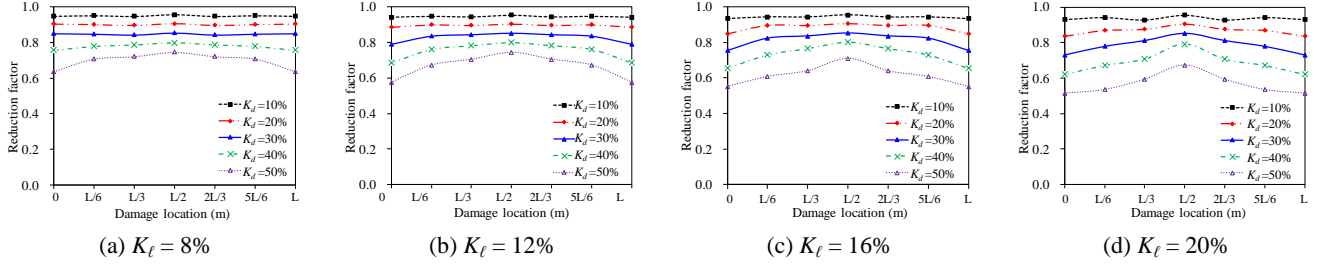 1.0
0.8
0.6
0.4
0.2
0.0
Reduction factor
K_d=10%
K_d=20%
K_d=30%
K_d=40%
K_d=50%
0 L/6 L/3 L/2 2L/3 5L/6 L
Damage location (m)
(a) K_ℓ = 8%
1.0
0.8
0.6
0.4
0.2
0.0
Reduction factor
K_d=10%
K_d=20%
K_d=30%
K_d=40%
K_d=50%
0 L/6 L/3 L/2 2L/3 5L/6 L
Damage location (m)
(b) K_ℓ = 12%
1.0
0.8
0.6
0.4
0.2
0.0
Reduction factor
K_d=10%
K_d=20%
K_d=30%
K_d=40%
K_d=50%
0 L/6 L/3 L/2 2L/3 5L/6 L
Damage location (m)
(c) K_ℓ = 16%
1.0
0.8
0.6
0.4
0.2
0.0
Reduction factor
K_d=10%
K_d=20%
K_d=30%
K_d=40%
K_d=50%
0 L/6 L/3 L/2 2L/3 5L/6 L
Damage location (m)
(d) K_ℓ = 20%